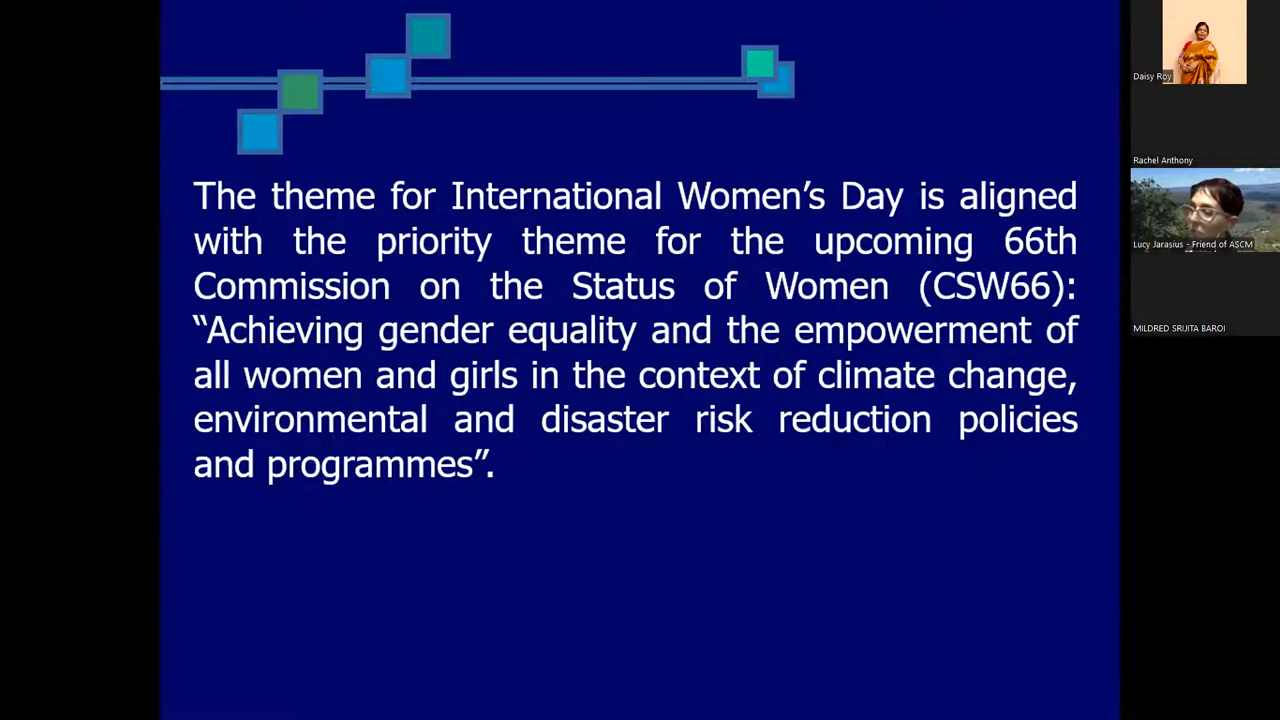 The theme for International Women’s Day is aligned
with the priority theme for the upcoming 66th
Commission on the Status of Women (CSW66):
“Achieving gender equality and the empowerment of
all women and girls in the context of climate change,
environmental and disaster risk reduction policies
and programmes”.
Daisy Roy
Rachel Anthony
Lucy Jarasius - Friend of ASCM
MILDRED SRIJITA BAROI